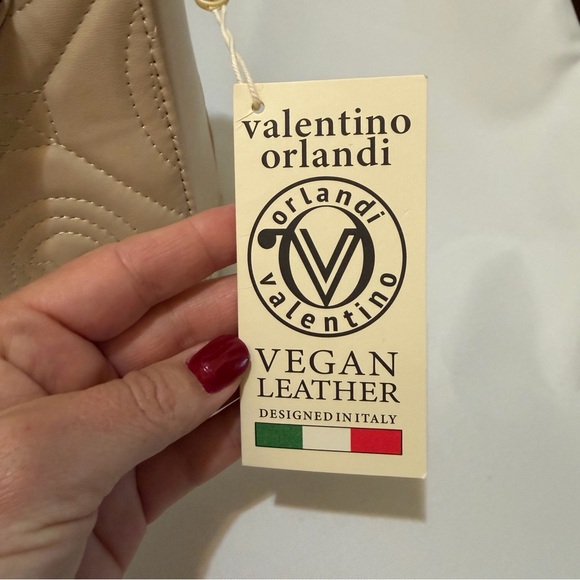 valentino
orlandi
orlandi
valentino
VEGAN
LEATHER
DESIGNED IN ITALY